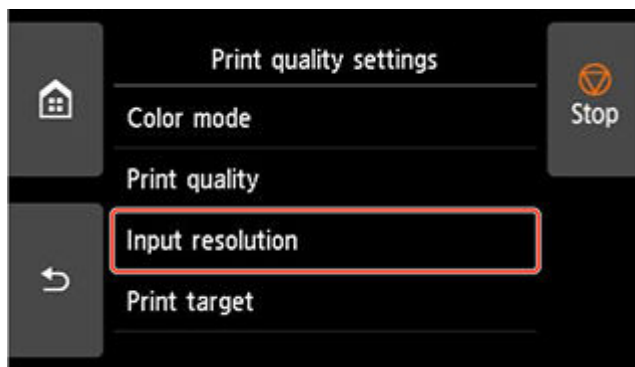 Print quality settings
Color mode
Stop
Print quality
Input resolution
Print target